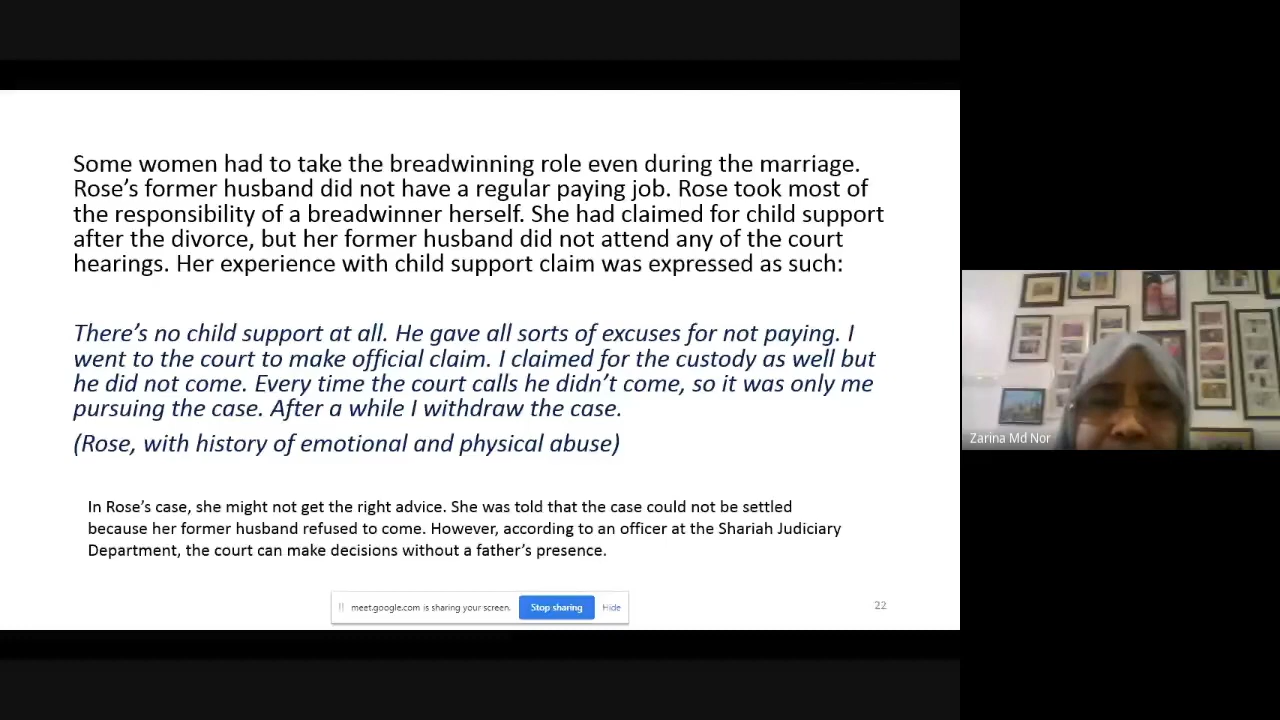 Some women had to take the breadwinning role even during the marriage.
Rose’s former husband did not have a regular paying job. Rose took most of
the responsibility of a breadwinner herself. She had claimed for child support
after the divorce, but her former husband did not attend any of the court
hearings. Her experience with child support claim was expressed as such:
There’s no child support at all. He gave all sorts of excuses for not paying. I
went to the court to make official claim. I claimed for the custody as well but
he did not come. Every time the court calls he didn’t come, so it was only me
pursuing the case. After a while I withdraw the case.
(Rose, with history of emotional and physical abuse)
In Rose’s case, she might not get the right advice. She was told that the case could not be settled
because her former husband refused to come. However, according to an officer at the Shariah Judiciary
Department, the court can make decisions without a father’s presence.
meet.google.com is sharing your screen. Stop sharing Hide
22
Zarina Md Nor